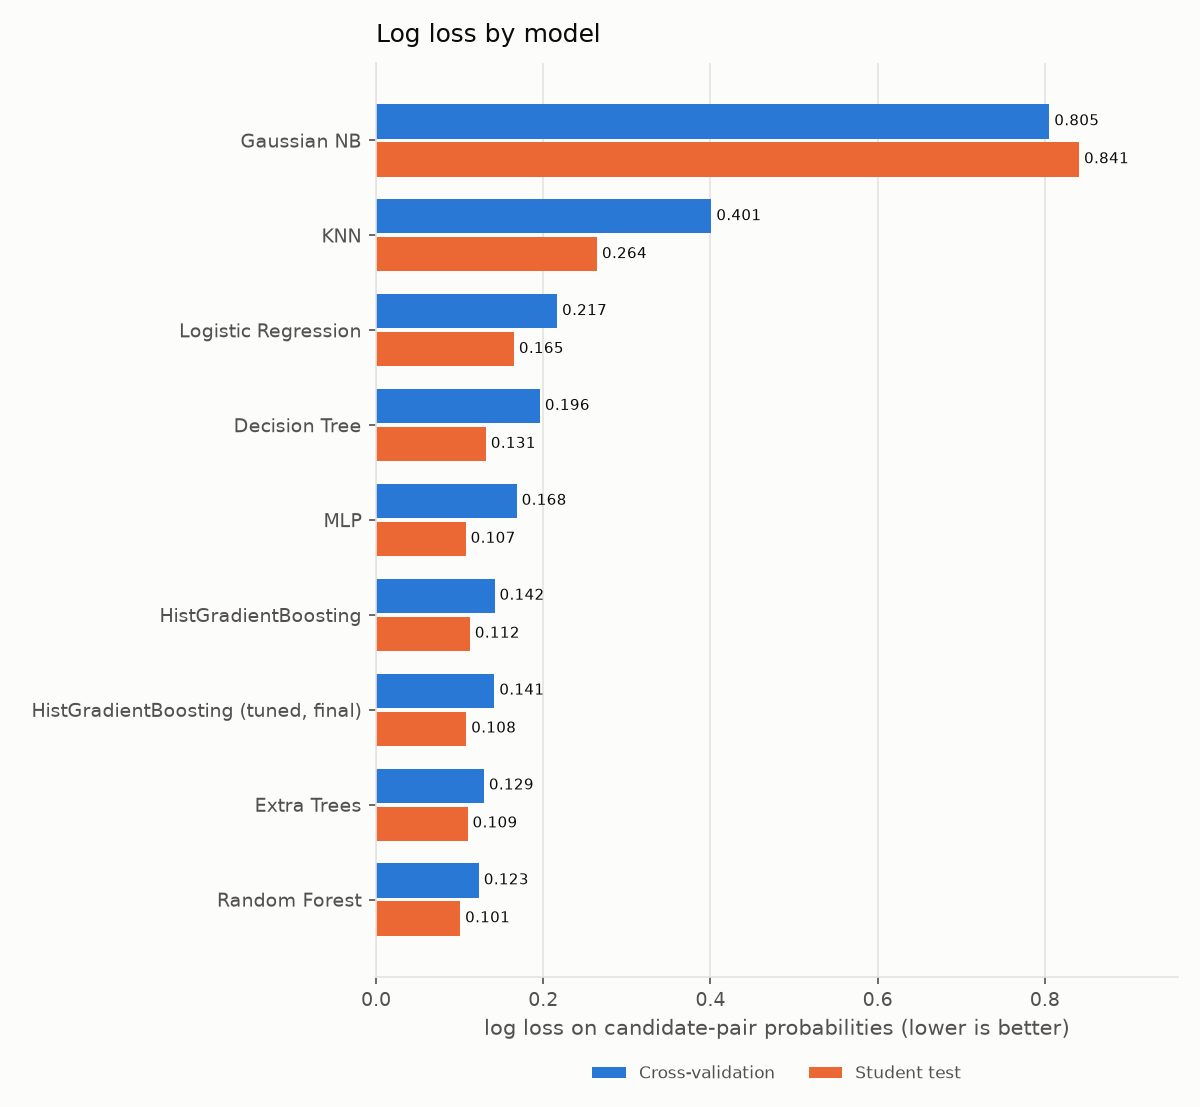 Log loss by model
Gaussian NB
0.805
0.841
KNN
0.401
0.264
Logistic Regression
0.217
0.165
Decision Tree
0.196
0.131
MLP
0.168
0.107
HistGradientBoosting
0.142
0.112
HistGradientBoosting (tuned, final)
0.141
0.108
Extra Trees
0.129
0.109
Random Forest
0.123
0.101
0.0 0.2 0.4 0.6 0.8
log loss on candidate-pair probabilities (lower is better)
Cross-validation Student test